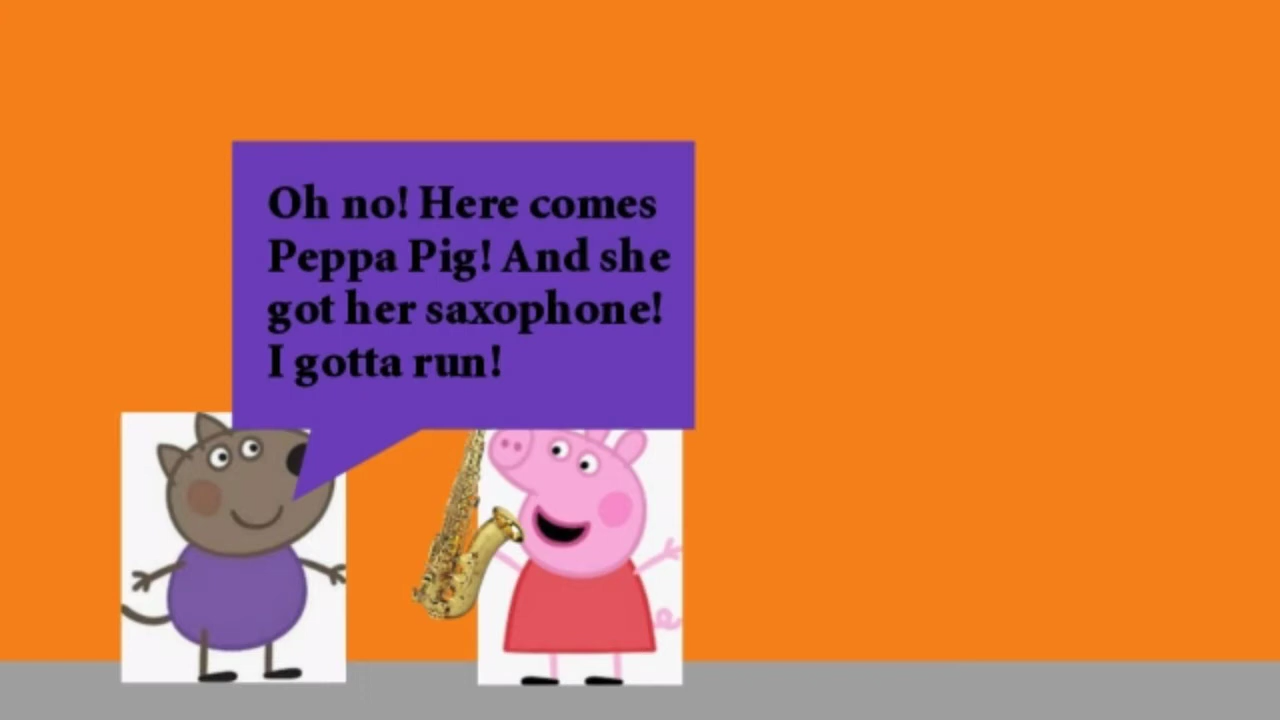 Oh no! Here comes
Peppa Pig! And she
got her saxophone!
I gotta run!